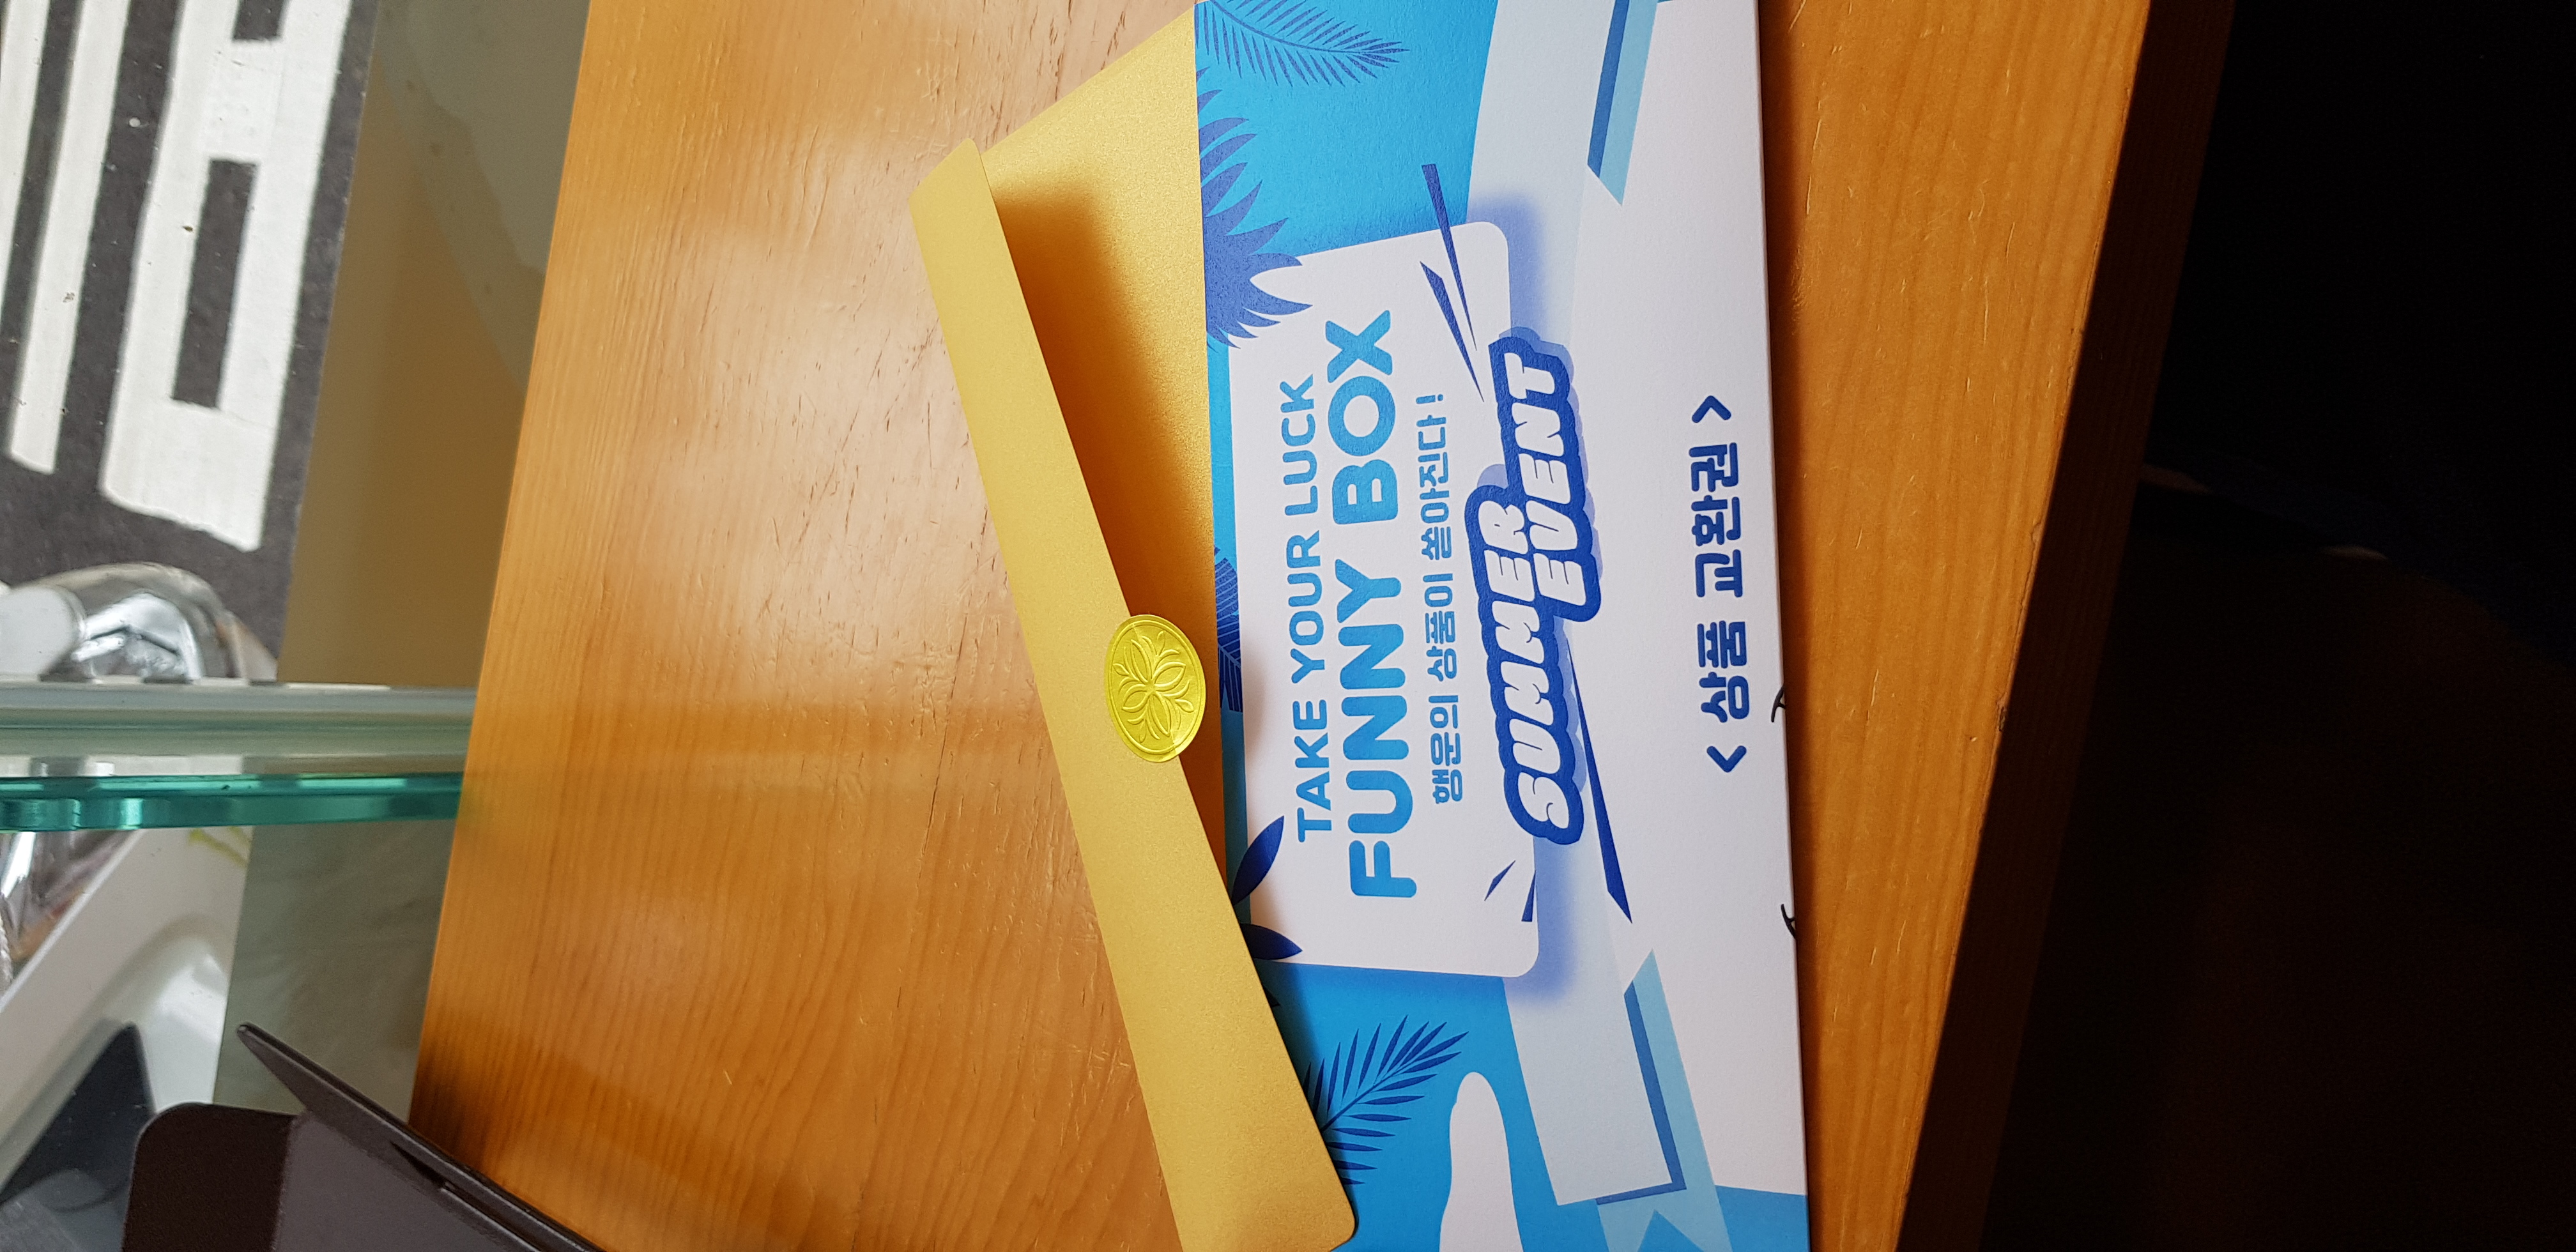 TAKE YOUR LUCK
FUNNY BOX
행운의 상품이 쏟아진다!
SUMMER
EVENT
< 상품 교환권 >